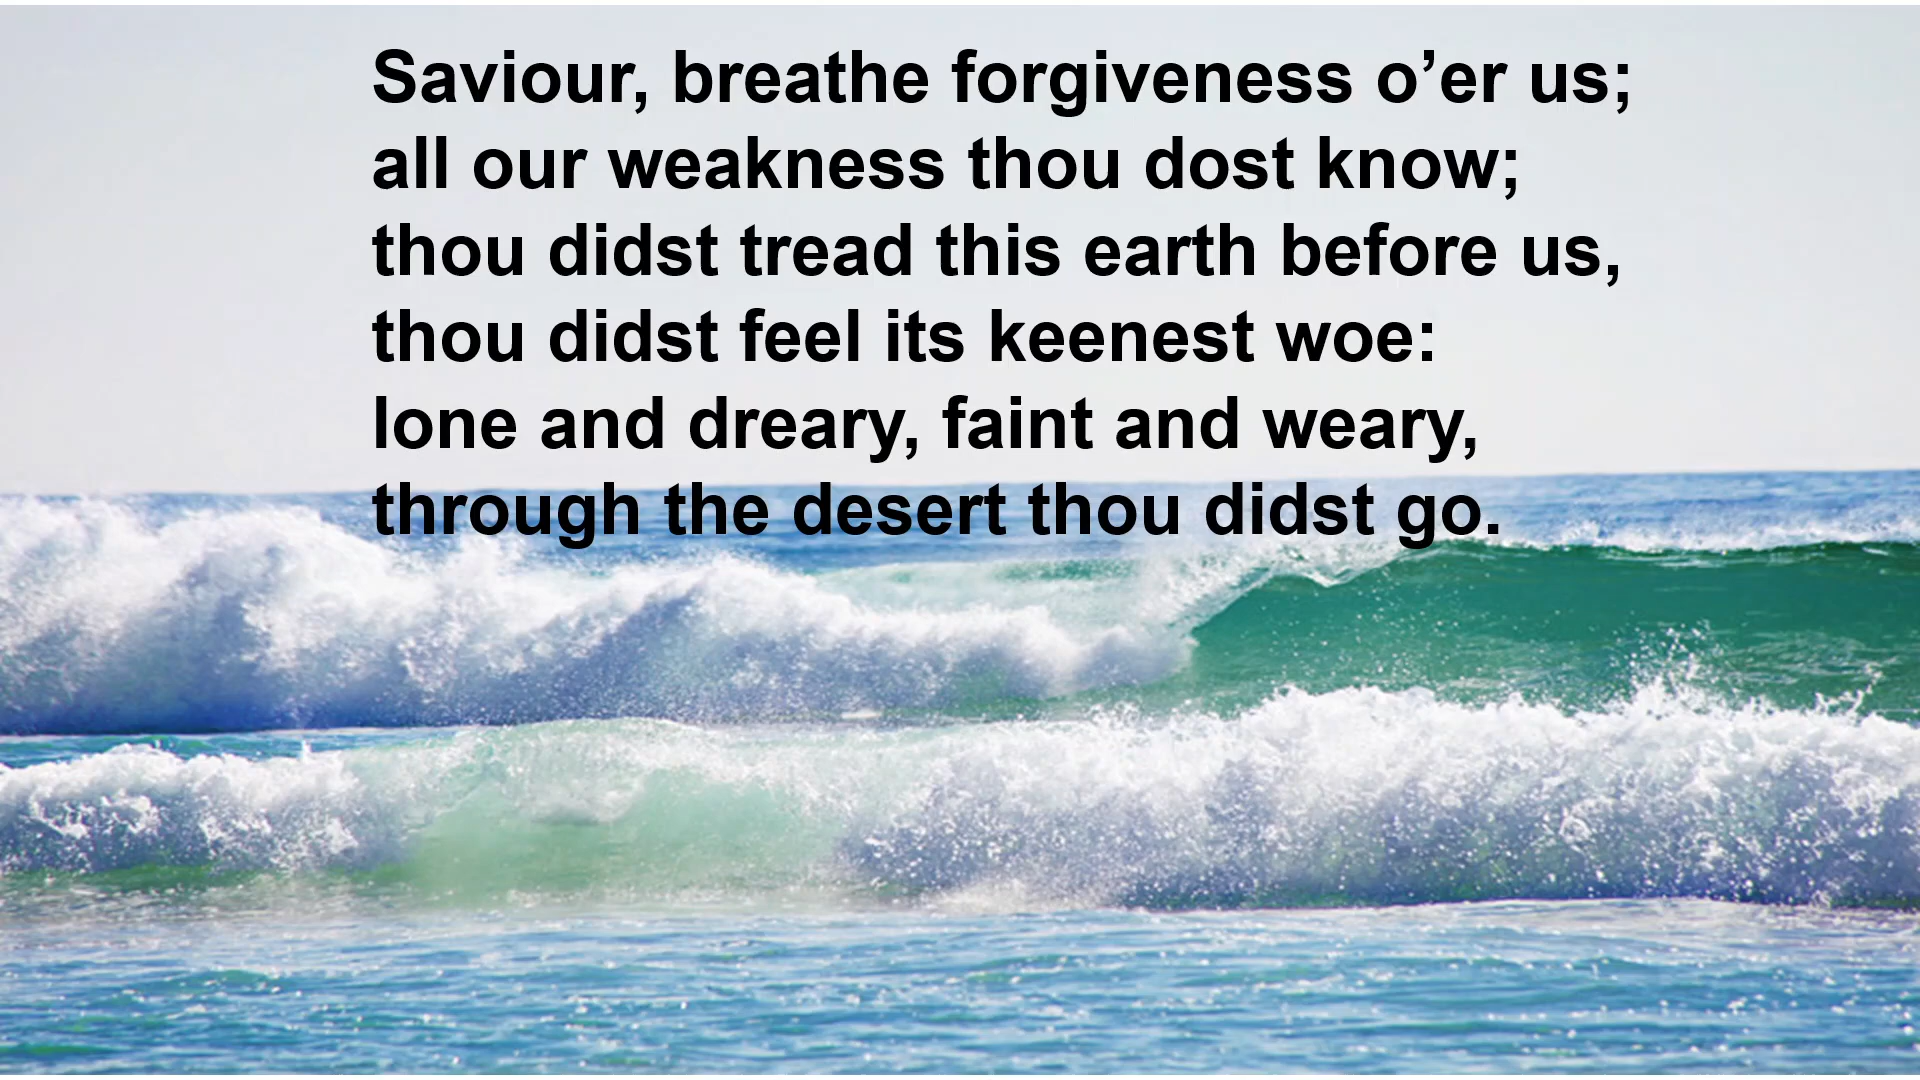 Saviour, breathe forgiveness o’er us;
all our weakness thou dost know;
thou didst tread this earth before us,
thou didst feel its keenest woe:
lone and dreary, faint and weary,
through the desert thou didst go.